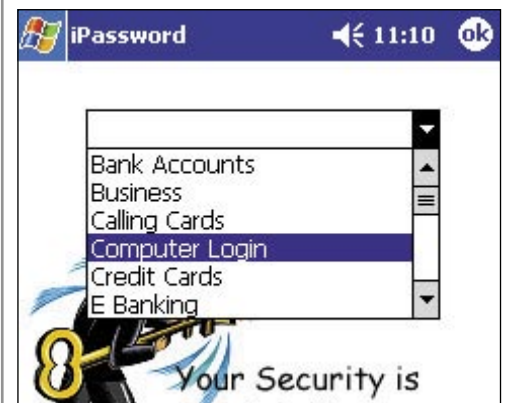 iPassword 11:10 ok
Bank Accounts
Business
Calling Cards
Computer Login
Credit Cards
E Banking
Your Security is